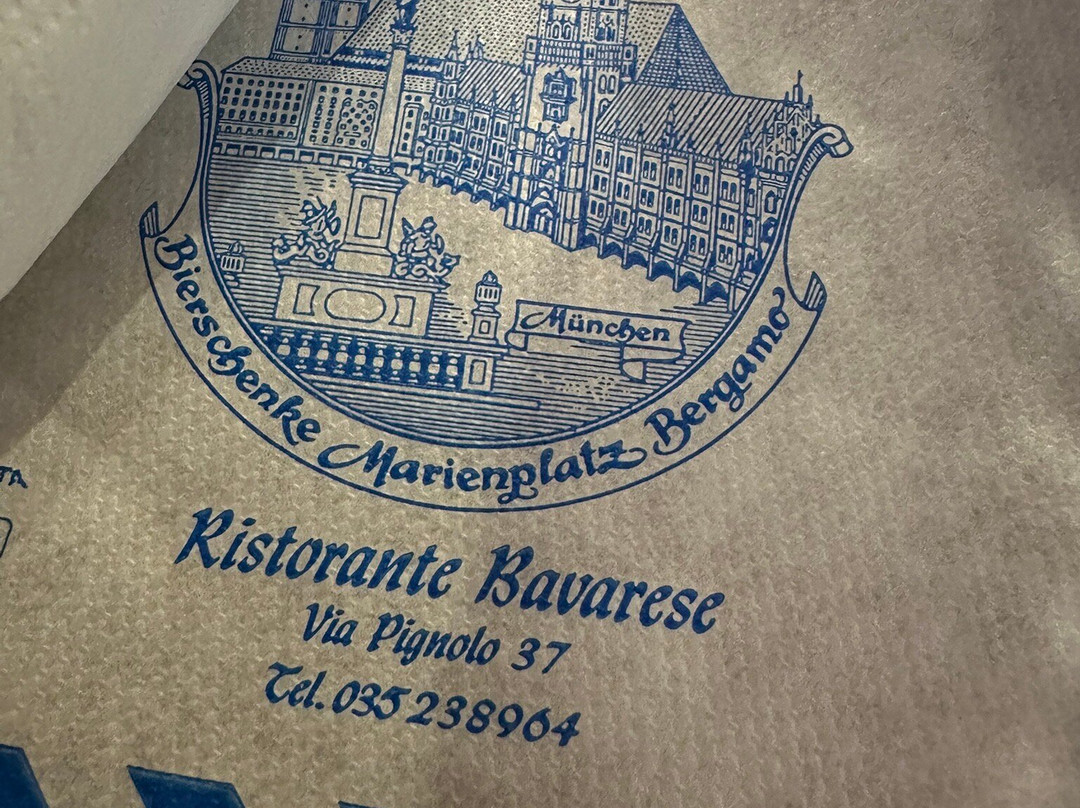 München
Bierschenke Marienplatz Bergamo
Ristorante Bavarese
Via Pignolo 37
Tel. 035 238964